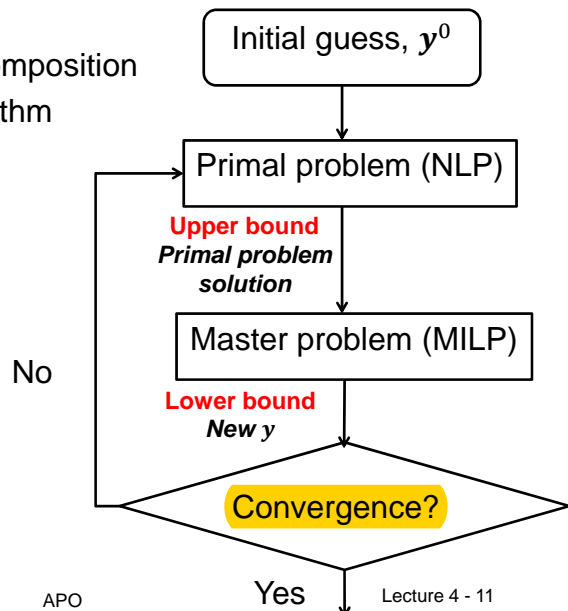 Initial guess, 𝒚⁰
omposition
thm
Primal problem (NLP)
Upper bound
Primal problem
solution
Master problem (MILP)
No
Lower bound
New 𝒚
Convergence?
Yes
APO
Lecture 4 - 11